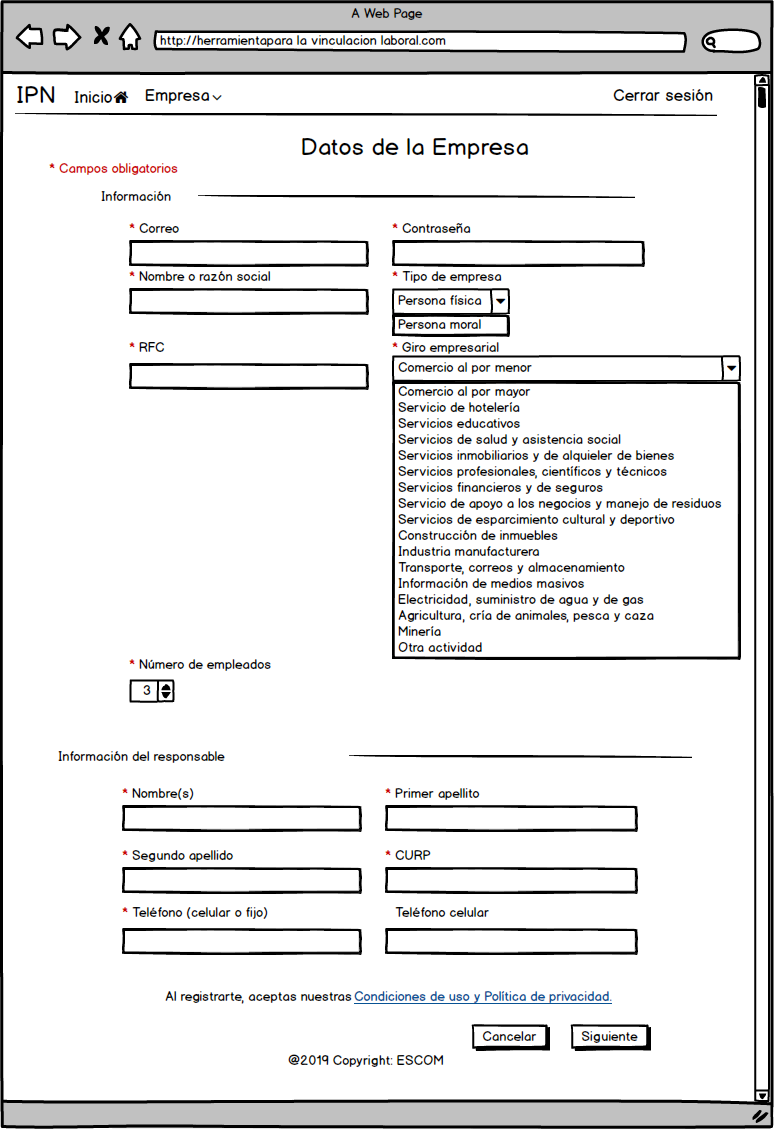 A Web Page
http://herramientapara la vinculacion laboral.com
IPN Inicio Empresa Cerrar sesión
Datos de la Empresa
* Campos obligatorios
Información
* Correo * Contraseña
* Nombre o razón social * Tipo de empresa
Persona física
Persona moral
* RFC * Giro empresarial
Comercio al por menor
Comercio al por mayor
Servicio de hotelería
Servicios educativos
Servicios de salud y asistencia social
Servicios inmobiliarios y de alquieler de bienes
Servicios profesionales, científicos y técnicos
Servicios financieros y de seguros
Servicio de apoyo a los negocios y manejo de residuos
Servicios de esparcimiento cultural y deportivo
Construcción de inmuebles
Industria manufacturera
Transporte, correos y almacenamiento
Información de medios masivos
Electricidad, suministro de agua y de gas
Agricultura, cría de animales, pesca y caza
Minería
Otra actividad
* Número de empleados
3
Información del responsable
* Nombre(s) * Primer apellito
* Segundo apellido * CURP
* Teléfono (celular o fijo) Teléfono celular
Al registrarte, aceptas nuestras Condiciones de uso y Política de privacidad.
Cancelar Siguiente
@2019 Copyright: ESCOM